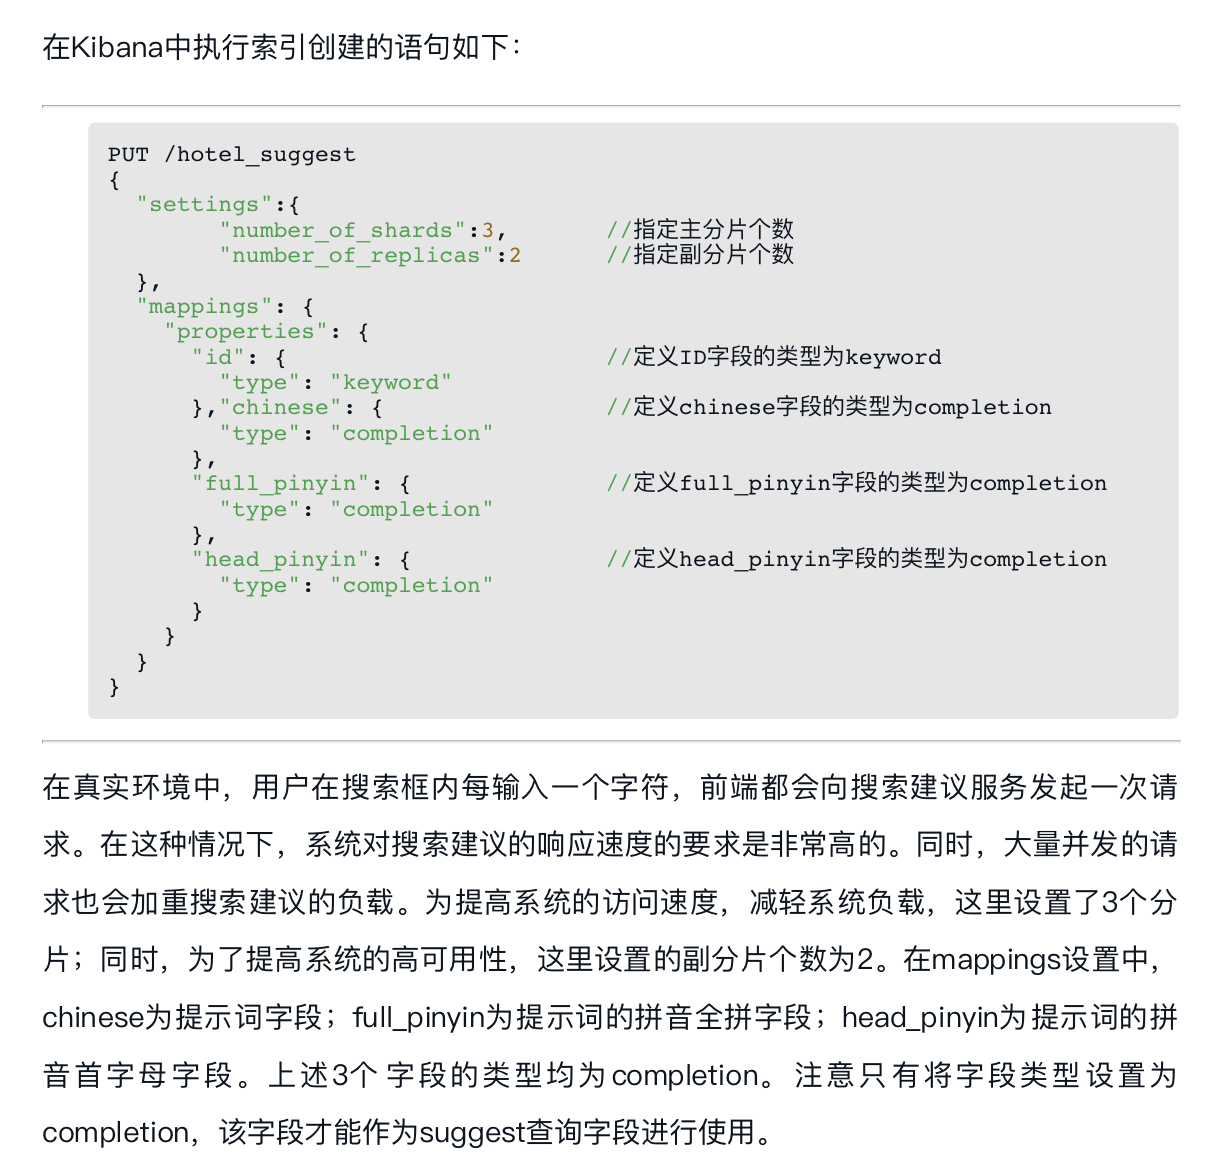 在Kibana中执行索引创建的语句如下：
PUT /hotel_suggest
{
  "settings":{
        "number_of_shards":3,       //指定主分片个数
        "number_of_replicas":2      //指定副分片个数
  },
  "mappings": {
    "properties": {
      "id": {                       //定义ID字段的类型为keyword
        "type": "keyword"
      },"chinese": {                //定义chinese字段的类型为completion
        "type": "completion"
      },
      "full_pinyin": {              //定义full_pinyin字段的类型为completion
        "type": "completion"
      },
      "head_pinyin": {              //定义head_pinyin字段的类型为completion
        "type": "completion"
      }
    }
  }
}
在真实环境中，用户在搜索框内每输入一个字符，前端都会向搜索建议服务发起一次请
求。在这种情况下，系统对搜索建议的响应速度的要求是非常高的。同时，大量并发的请
求也会加重搜索建议的负载。为提高系统的访问速度，减轻系统负载，这里设置了3个分
片；同时，为了提高系统的高可用性，这里设置的副分片个数为2。在mappings设置中，
chinese为提示词字段；full_pinyin为提示词的拼音全拼字段；head_pinyin为提示词的拼
音首字母字段。上述3个字段的类型均为completion。注意只有将字段类型设置为
completion，该字段才能作为suggest查询字段进行使用。